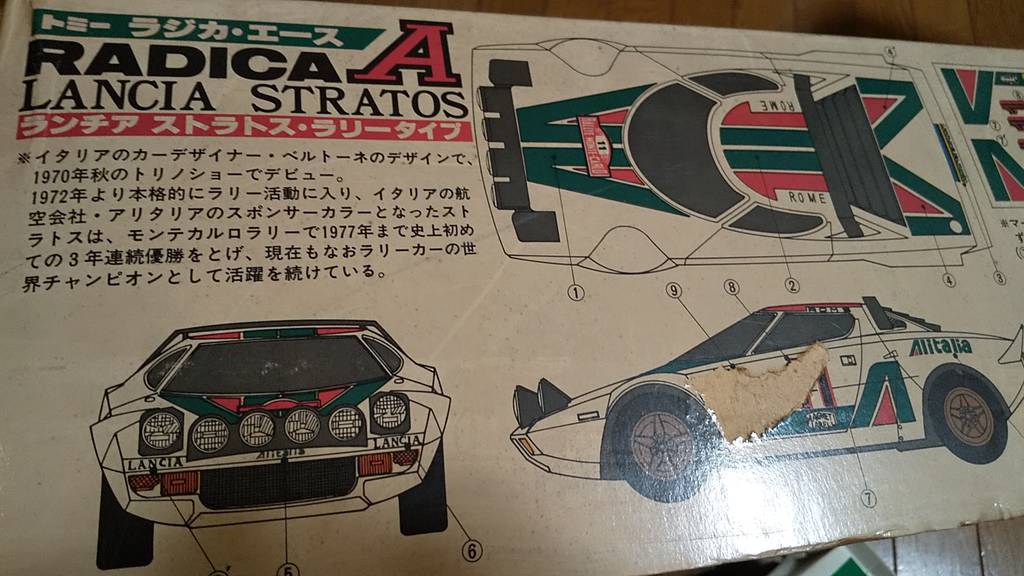 トミー ラジカ・エース
RADICA A
LANCIA STRATOS
ランチア ストラトス・ラリータイプ
※イタリアのカーデザイナー・ベルトーネのデザインで、
1970年秋のトリノショーでデビュー。
1972年より本格的にラリー活動に入り、イタリアの航
空会社・アリタリアのスポンサーカラーとなったスト
ラトスは、モンテカルロラリーで1977年まで史上初め
ての3年連続優勝をとげ、現在もなおラリーカーの世
界チャンピオンとして活躍を続けている。
ROME
ROME
11
①
②
④
③
⑨
⑧
Alitalia
⑦
LANCIA
LANCIA
Alitalia
⑤
⑥